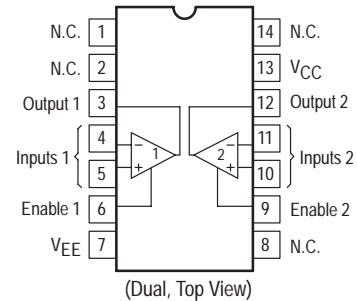 N.C. 1 14 N.C.
N.C. 2 13 VCC
Output 1 3 12 Output 2
4 − 1 2 − 11
Inputs 1 Inputs 2
5 + + 10
Enable 1 6 9 Enable 2
VEE 7 8 N.C.
(Dual, Top View)